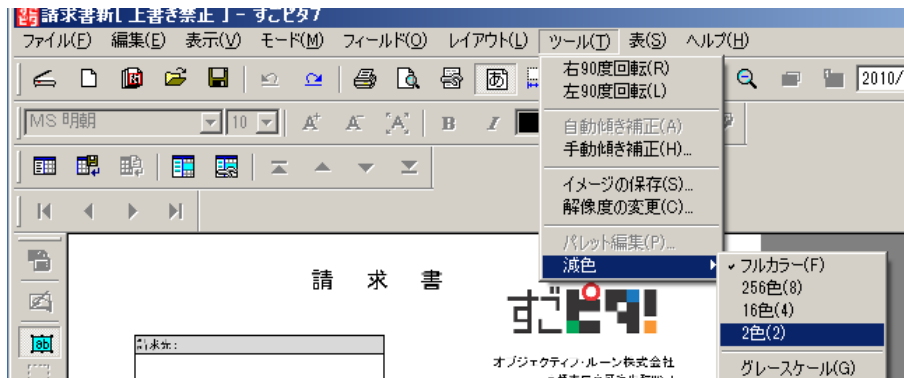 請求書新[ 上書き禁止 ] - すごピタ7
ファイル(F) 編集(E) 表示(V) モード(M) フィールド(O) レイアウト(L) ツール(T) 表(S) ヘルプ(H)
あ 2010/
MS 明朝 10 A A A B I
右90度回転(R)
左90度回転(L)
自動傾き補正(A)
手動傾き補正(H)...
イメージの保存(S)...
解像度の変更(C)...
パレット編集(P)...
減色
フルカラー(F)
256色(8)
16色(4)
2色(2)
グレースケール(G)
ab
請 求 書
すごピタ!
請求先:
オブジェクティブ・ルーン株式会社